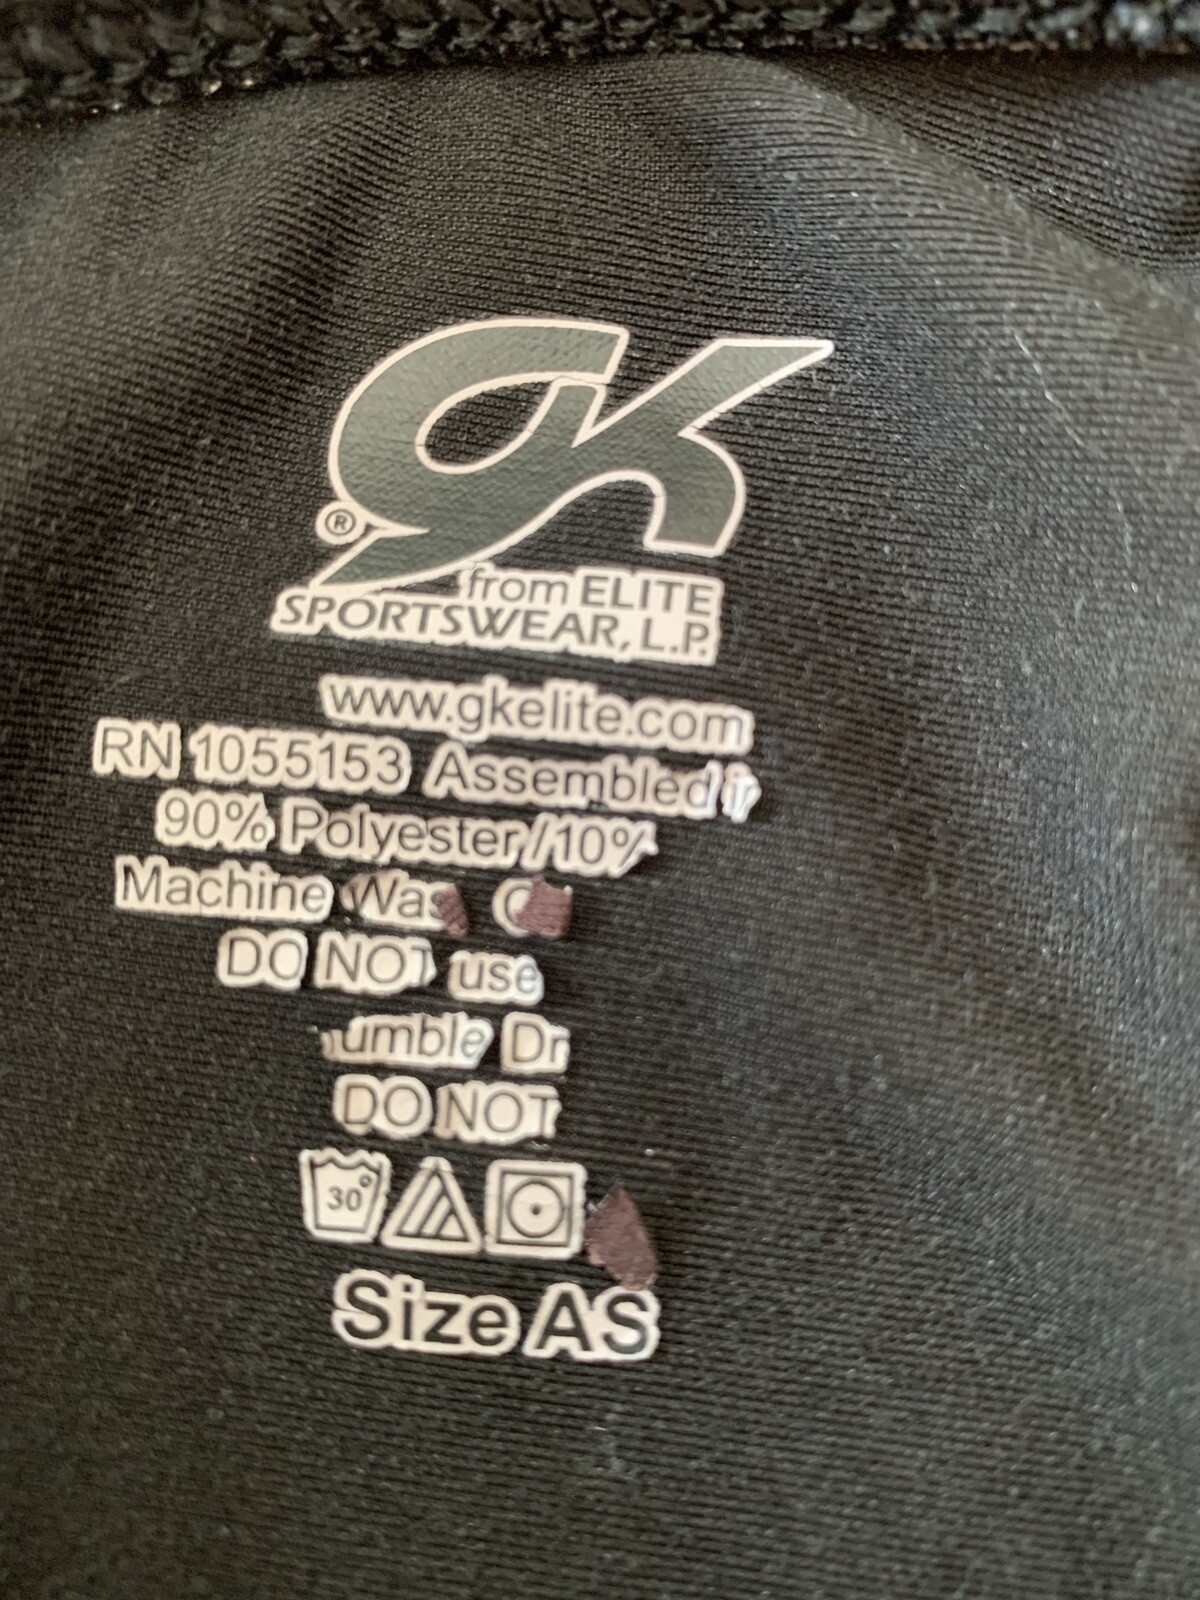 GK
®
from ELITE
SPORTSWEAR, L.P.
www.gkelite.com
RN 1055153 Assembled in
90% Polyester/10%
Machine Was
DO NOT use
umble Dr
DO NOT
30°
Size AS